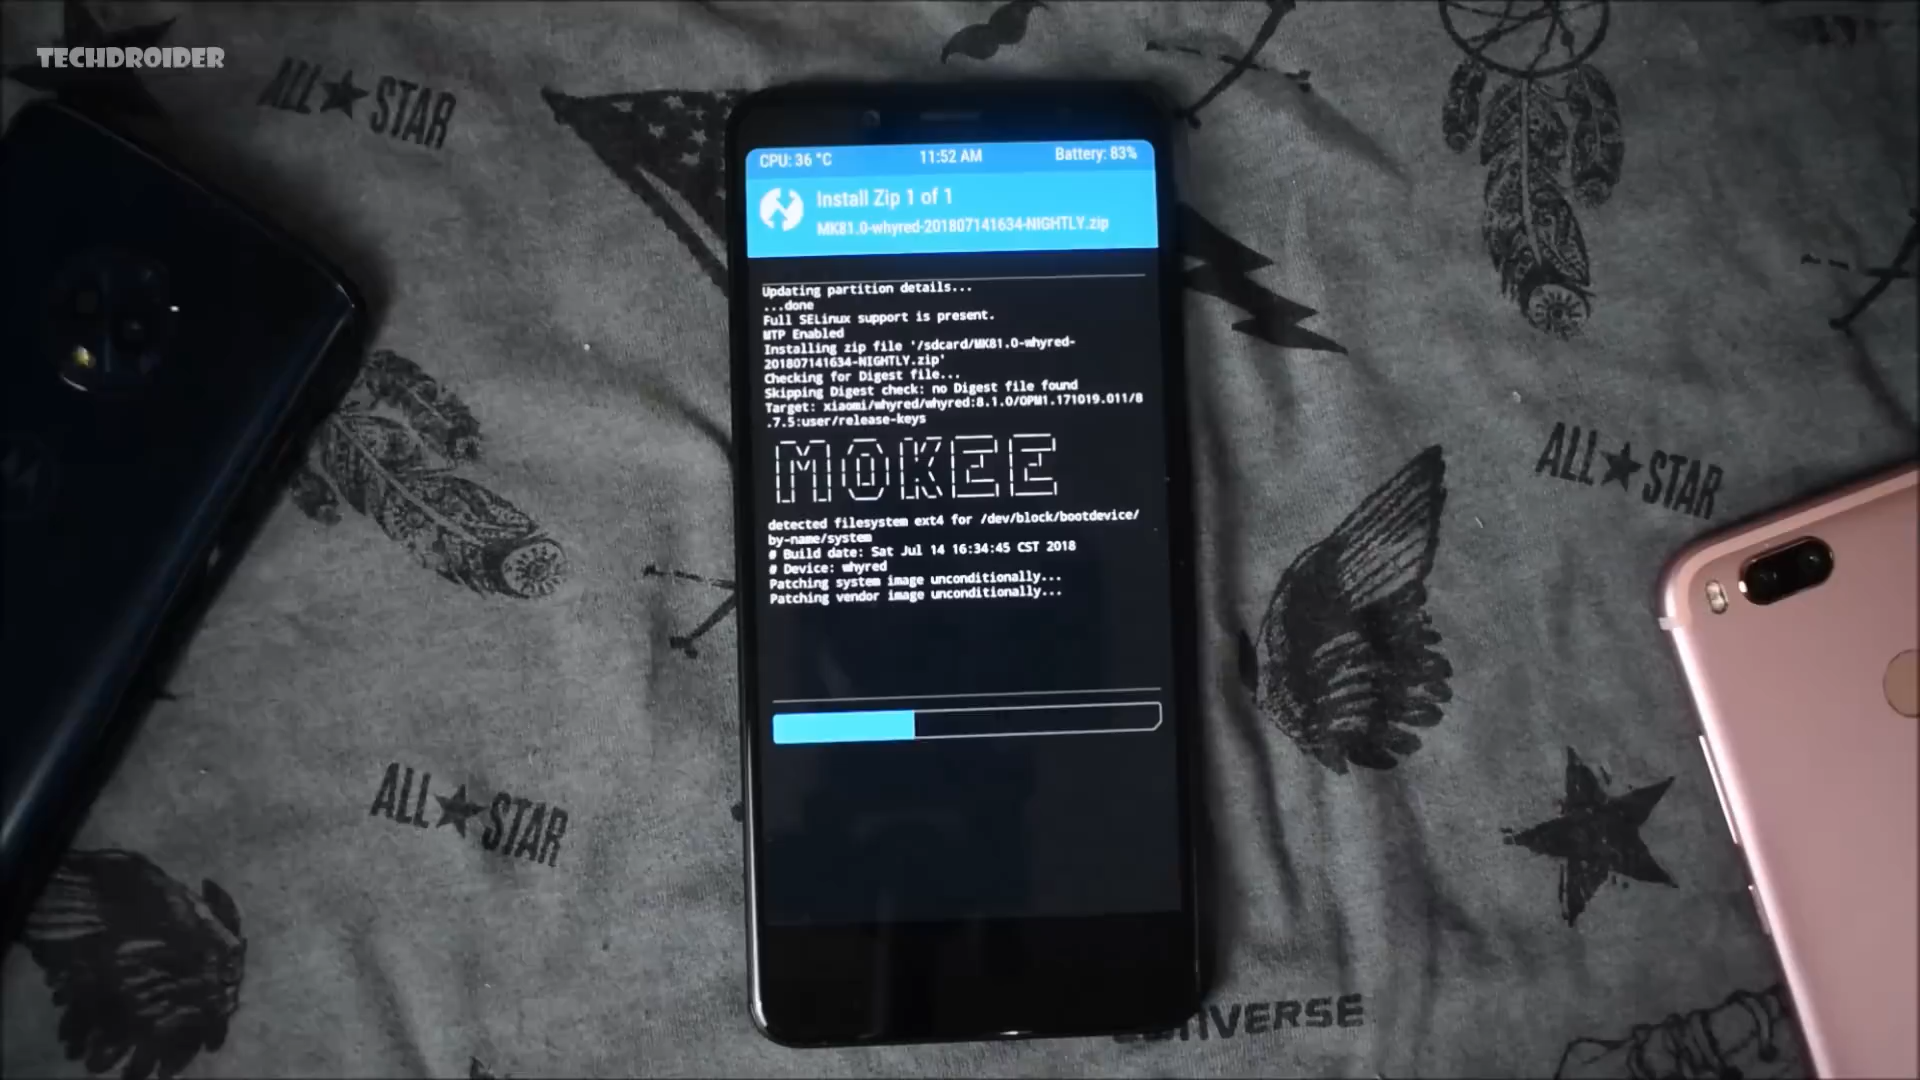 TECHDROIDER
ALL★STAR
CPU: 36 °C 11:52 AM Battery: 83%
Install Zip 1 of 1
MK81.0-whyred-201807141634-NIGHTLY.zip
Updating partition details...
...done
Full SELinux support is present.
MTP Enabled
Installing zip file '/sdcard/MK81.0-whyred-
201807141634-NIGHTLY.zip'
Checking for Digest file...
Skipping Digest check: no Digest file found
Target: xiaomi/whyred/whyred:8.1.0/OPM1.171019.011/8
.7.5:user/release-keys
MOKEE
detected filesystem ext4 for /dev/block/bootdevice/
by-name/system
# Build date: Sat Jul 14 16:34:45 CST 2018
# Device: whyred
Patching system image unconditionally...
Patching vendor image unconditionally...
ALL★STAR
ALL★STAR
NVERSE